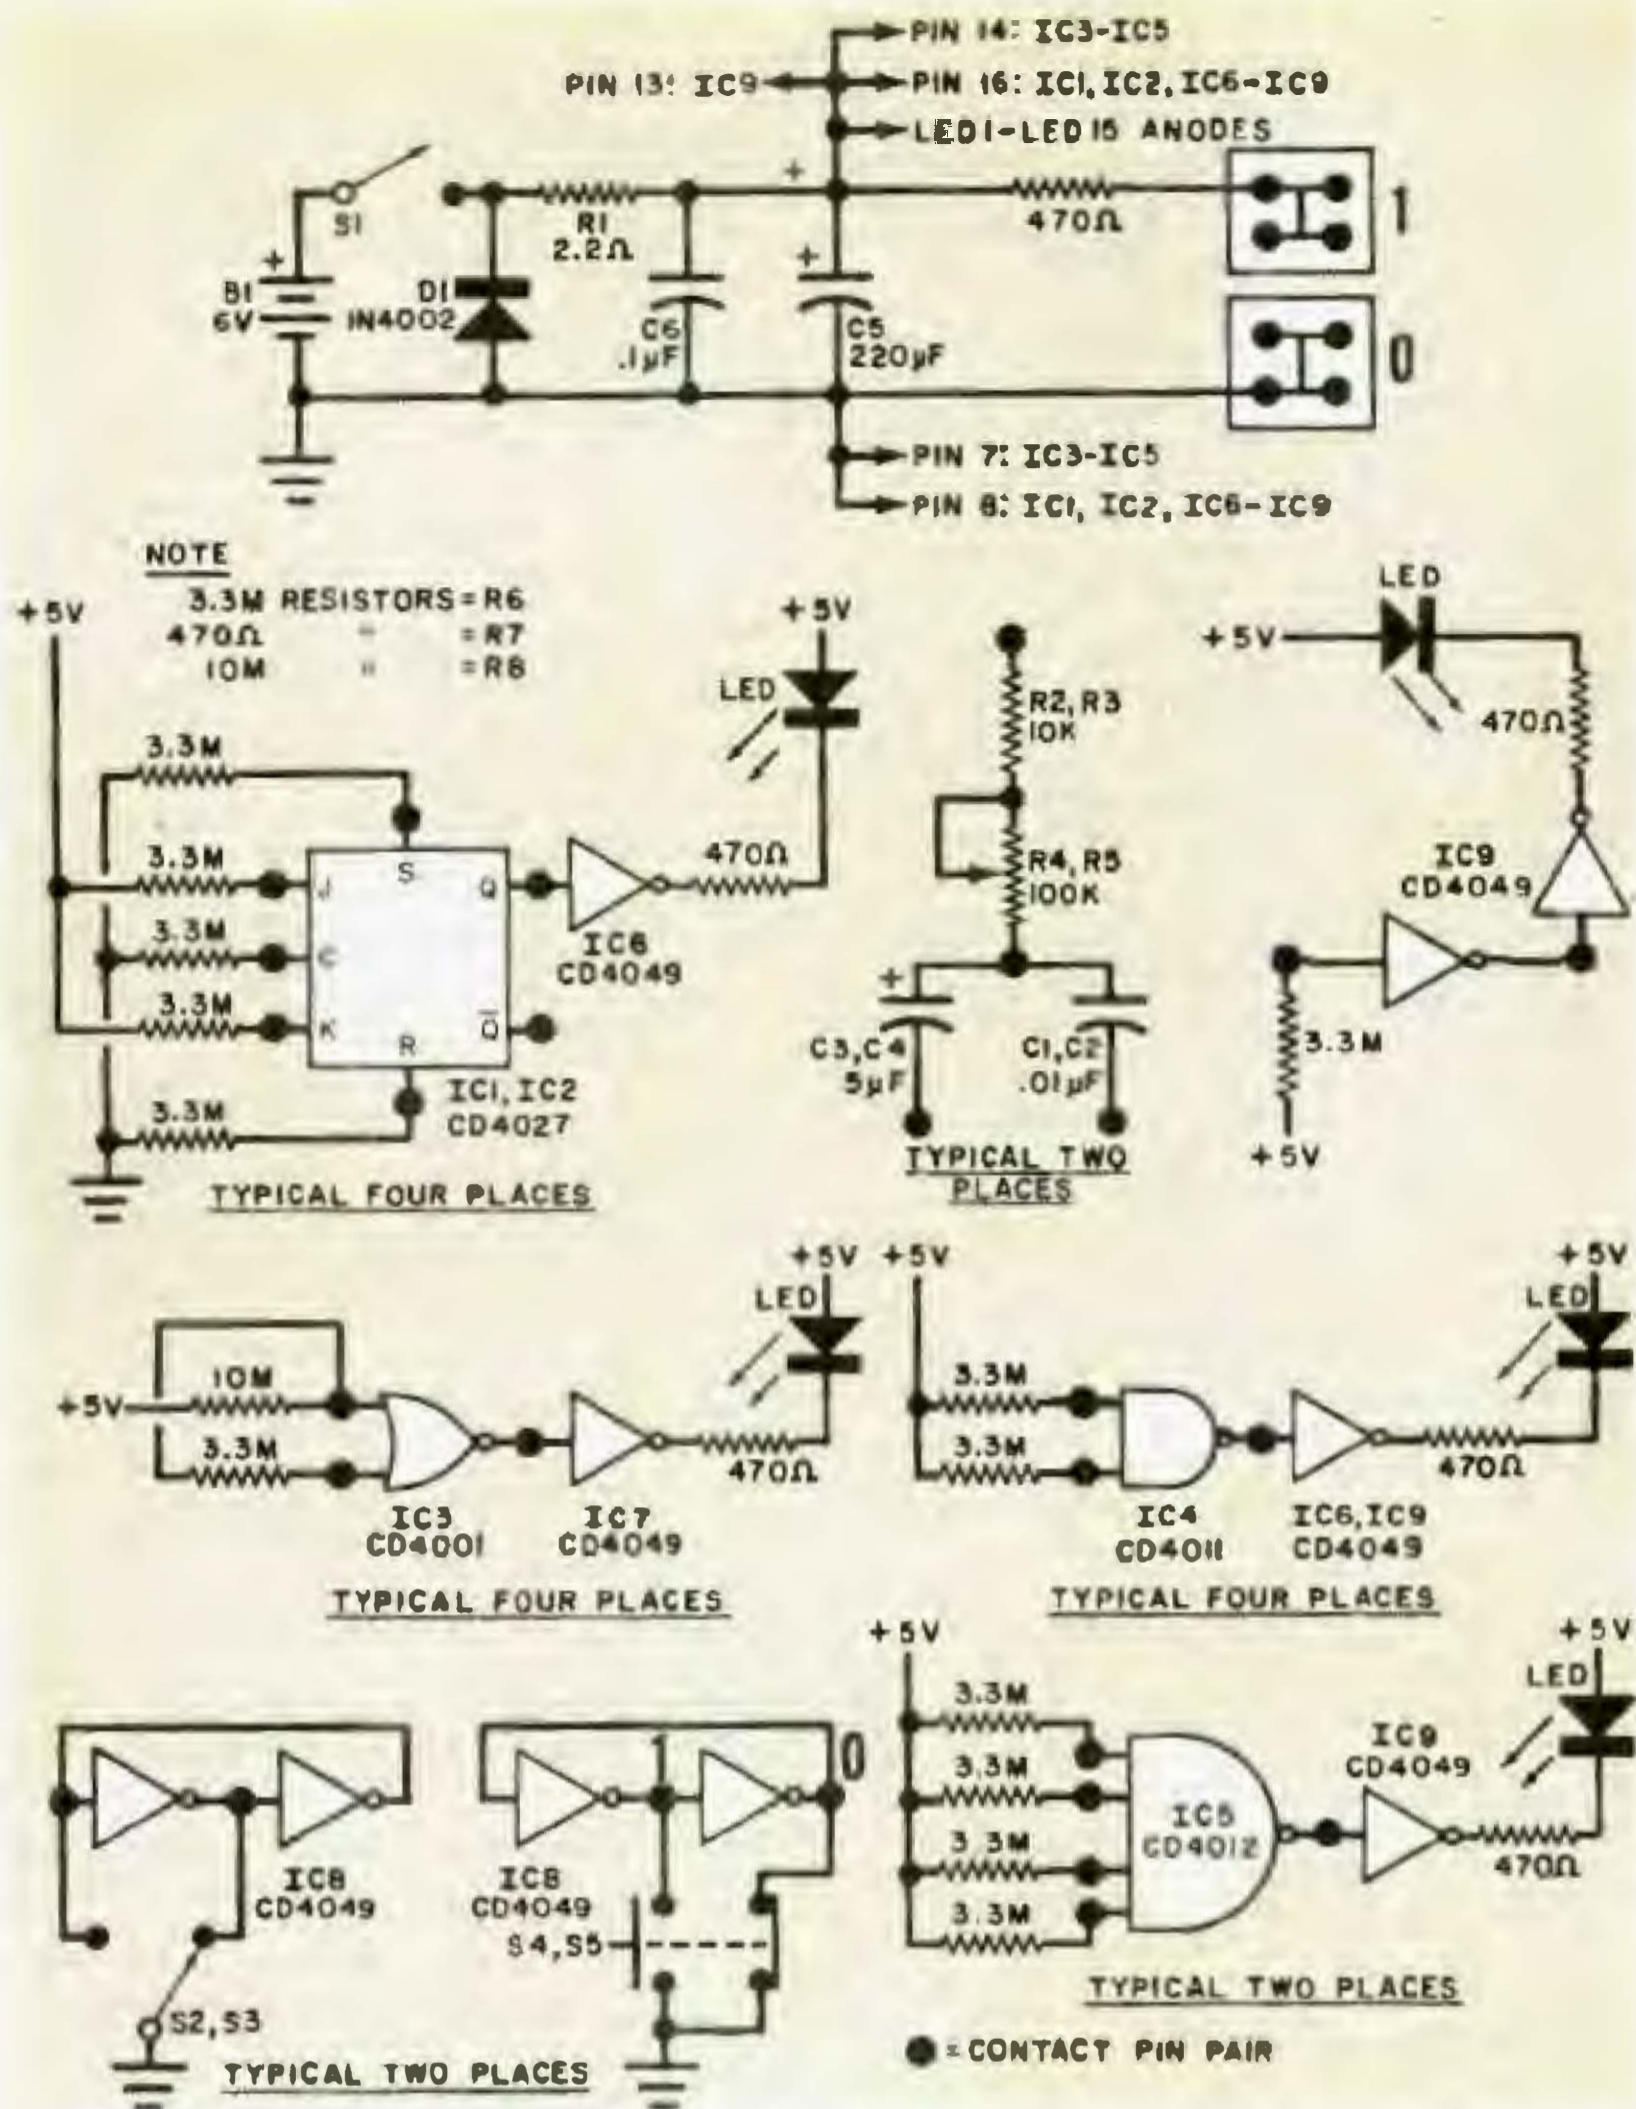 PIN 14: IC3-IC5
PIN 13: IC9
PIN 16: IC1, IC2, IC6-IC9
LED1-LED15 ANODES
+
S1
R1
2.2Ω
470Ω
1
+
B1
6V
D1
1N4002
C6
.1µF
+
C5
220µF
0
PIN 7: IC3-IC5
PIN 8: IC1, IC2, IC6-IC9
NOTE
3.3M RESISTORS = R6
470Ω " = R7
10M " = R8
+5V
3.3M
3.3M
3.3M
3.3M
3.3M
S
J
Q
C
K
Q̅
R
IC1, IC2
CD4027
IC6
CD4049
470Ω
LED
+5V
TYPICAL FOUR PLACES
R2, R3
10K
R4, R5
100K
+
C3, C4
5µF
C1, C2
.01µF
TYPICAL TWO
PLACES
LED
+5V
470Ω
IC9
CD4049
3.3M
+5V
+5V
10M
3.3M
IC3
CD4001
IC7
CD4049
470Ω
LED
+5V
TYPICAL FOUR PLACES
+5V
3.3M
3.3M
IC4
CD4011
IC6, IC9
CD4049
470Ω
LED
+5V
TYPICAL FOUR PLACES
IC8
CD4049
S2, S3
1
0
IC8
CD4049
S4, S5
TYPICAL TWO PLACES
+5V
3.3M
3.3M
3.3M
3.3M
IC5
CD4012
IC9
CD4049
470Ω
LED
+5V
TYPICAL TWO PLACES
= CONTACT PIN PAIR